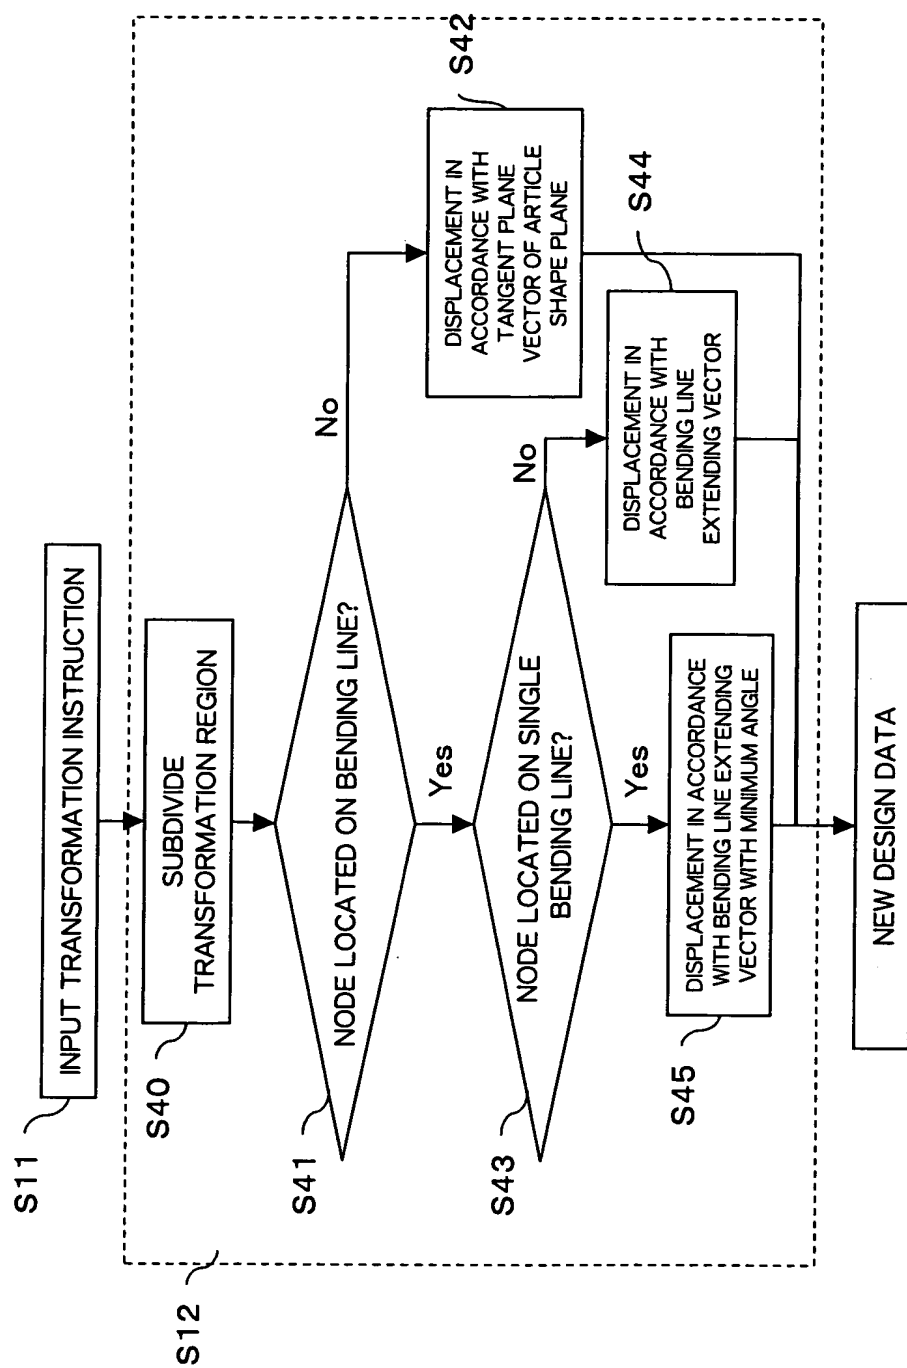 S11
INPUT TRANSFORMATION INSTRUCTION
S12
S40
SUBDIVIDE
TRANSFORMATION REGION
S41
NODE LOCATED ON BENDING LINE?
No
Yes
S42
DISPLACEMENT IN
ACCORDANCE WITH
TANGENT PLANE
VECTOR OF ARTICLE
SHAPE PLANE
S43
NODE LOCATED ON SINGLE
BENDING LINE?
No
Yes
S44
DISPLACEMENT IN
ACCORDANCE WITH
BENDING LINE
EXTENDING VECTOR
S45
DISPLACEMENT IN ACCORDANCE
WITH BENDING LINE EXTENDING
VECTOR WITH MINIMUM ANGLE
NEW DESIGN DATA